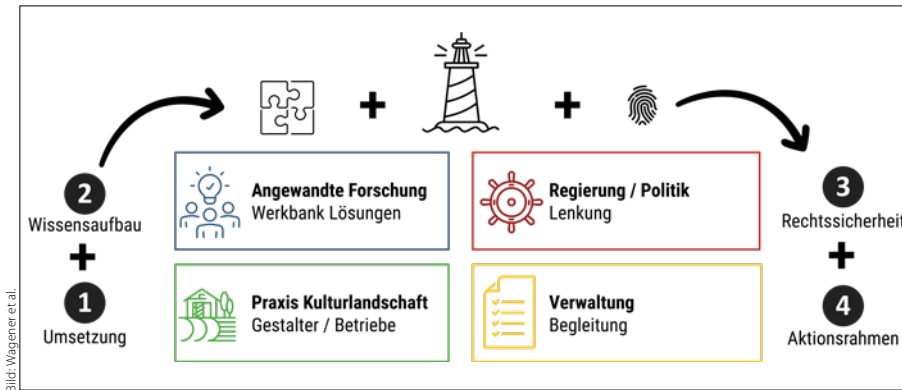 2
Wissensaufbau
1
Umsetzung
Angewandte Forschung
Werkbank Lösungen
Regierung / Politik
Lenkung
Praxis Kulturlandschaft
Gestalter / Betriebe
Verwaltung
Begleitung
3
Rechtssicherheit
4
Aktionsrahmen
Bild: Wagener et al.